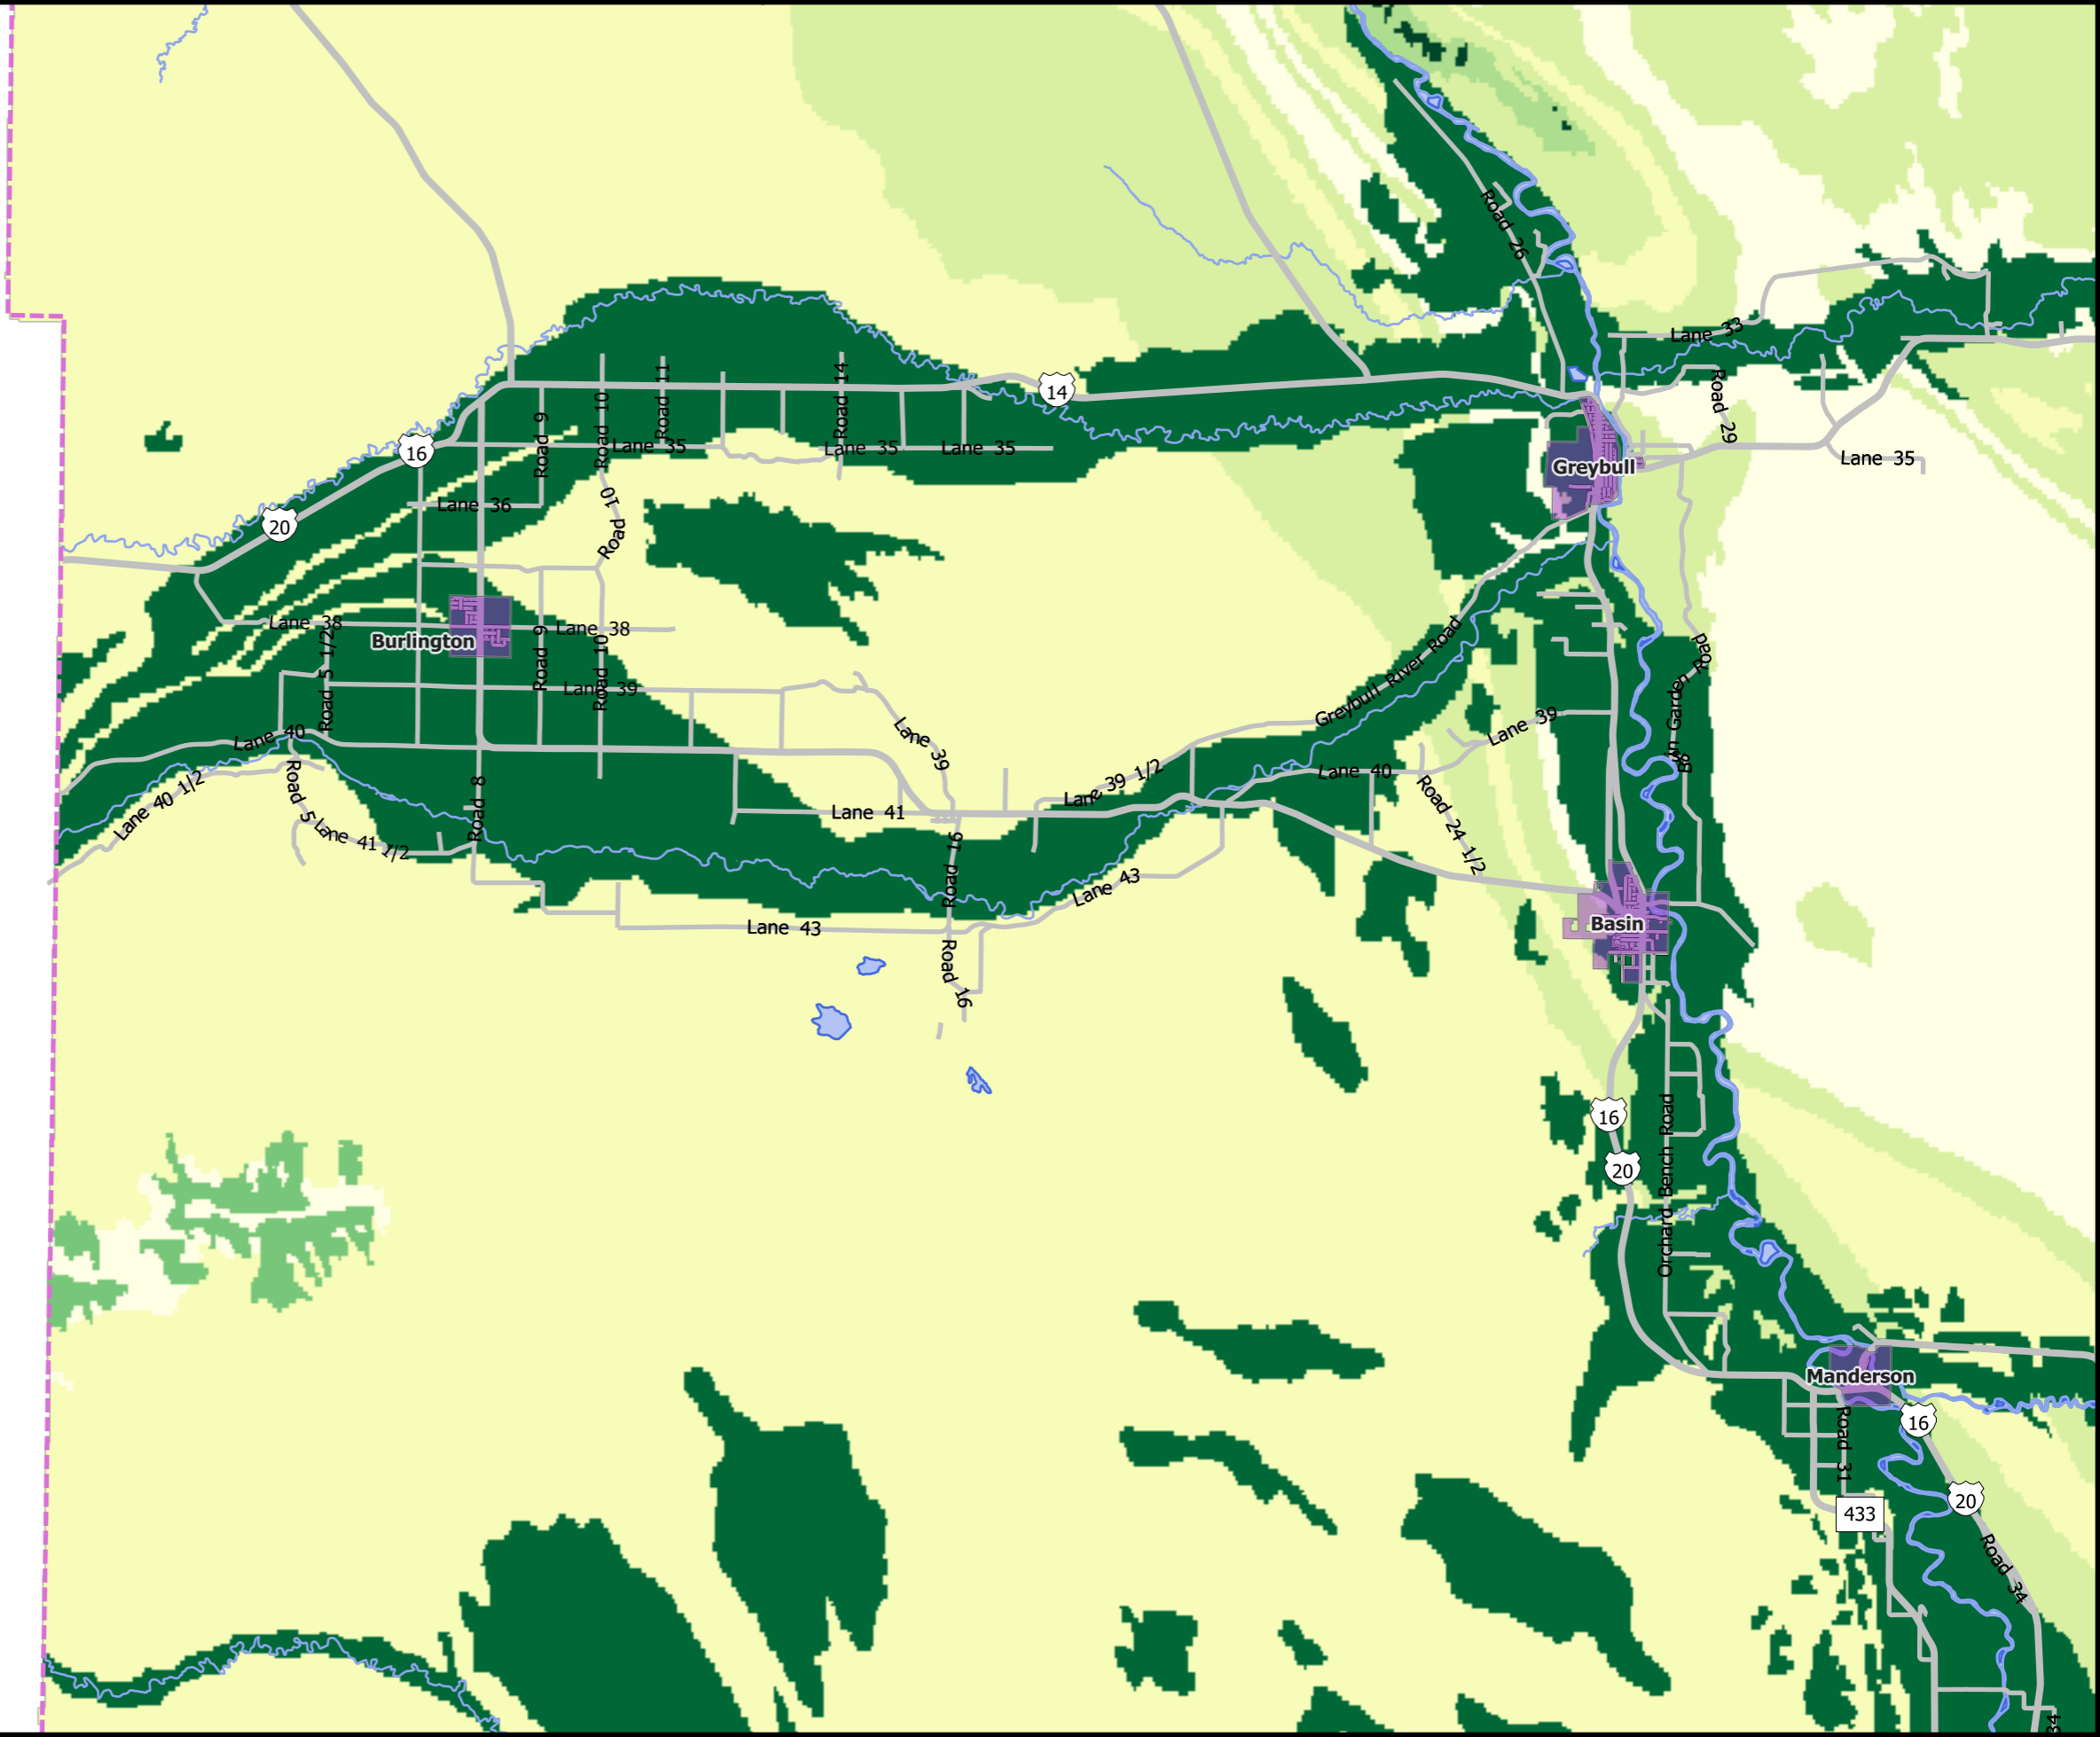 Road 26
Lane 33
14
Road 14
Road 11
Road 10
Road 9
Road 29
16
Lane 35
Lane 35
Lane 35
Lane 35
Greybull
Lane 36
Road 10
20
Lane 38
Burlington
Lane 38
Road 5 1/2
Road 9
Road 10
Lane 39
Greybull River Road
Basin Garden Road
Lane 39
Lane 39
Lane 40
Lane 40 1/2
Road 5
Lane 41 1/2
Road 8
Lane 41
Lane 39 1/2
Lane 40
Road 24 1/2
Road 16
Lane 43
Lane 43
Road 16
Basin
16
20
Orchard Bench Road
Manderson
16
Road 31
433
20
Road 34
34